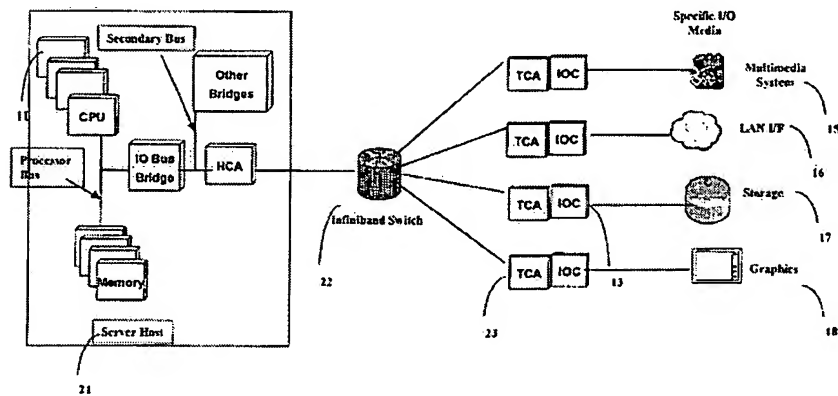 Specific I/O
Media
Secondary Bus
Other
Bridges
CPU
11
Processor
Bus
IO Bus
Bridge
HCA
Memory
Server Host
21
Infiniband Switch
22
TCA IOC
Multimedia
System
15
TCA IOC
LAN I/F
16
TCA IOC
13
Storage
17
TCA IOC
23
Graphics
18